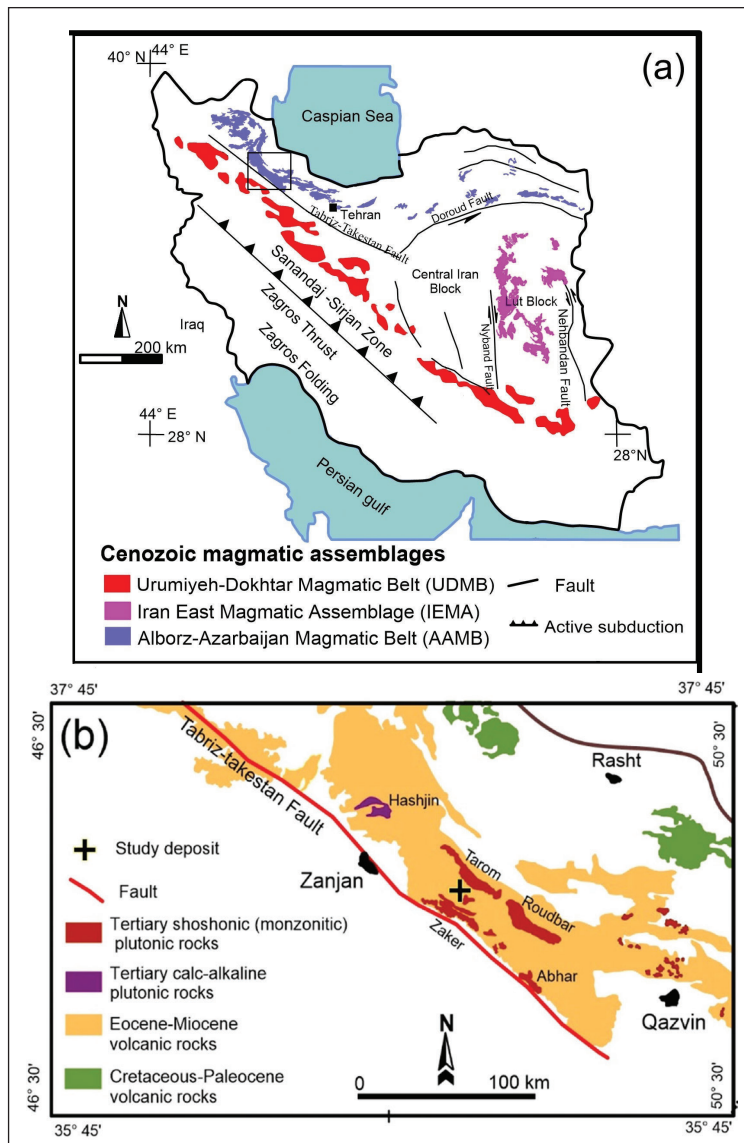 (a)
44° E
40° N
Caspian Sea
Tehran
Tabriz-Takestan Fault
Doroud Fault
Sanandaj -Sirjan Zone
Central Iran
Block
Lut Block
N
Iraq
200 km
Zagros Thrust
Zagros Folding
Nyband Fault
Nehbandan Fault
44° E
28° N
28°N
Persian gulf
Cenozoic magmatic assemblages
Urumiyeh-Dokhtar Magmatic Belt (UDMB)
Fault
Iran East Magmatic Assemblage (IEMA)
Active subduction
Alborz-Azarbaijan Magmatic Belt (AAMB)
37° 45'
37° 45'
46° 30'
50° 30'
(b)
Tabriz-takestan Fault
Rasht
Hashjin
Study deposit
Zanjan
Tarom
Fault
Roudbar
Tertiary shoshonic (monzonitic)
plutonic rocks
Zaker
Abhar
Tertiary calc-alkaline
plutonic rocks
Qazvin
Eocene-Miocene
volcanic rocks
N
Cretaceous-Paleocene
volcanic rocks
0
100 km
46° 30'
50° 30'
35° 45'
35° 45'